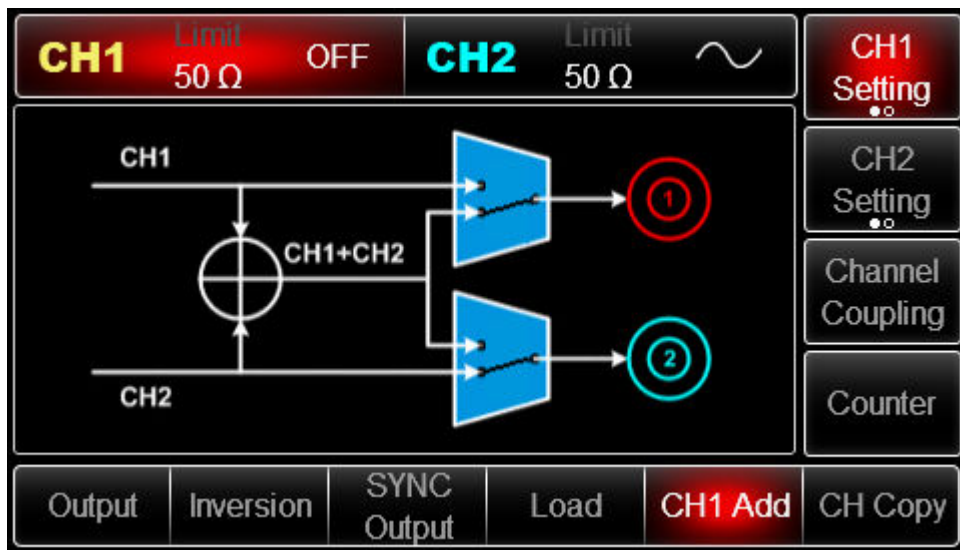 CH1 Limit 50 Ω OFF
CH2 Limit 50 Ω
CH1 Setting
CH2 Setting
Channel Coupling
Counter
CH1
CH1+CH2
CH2
1
2
Output
Inversion
SYNC Output
Load
CH1 Add
CH Copy